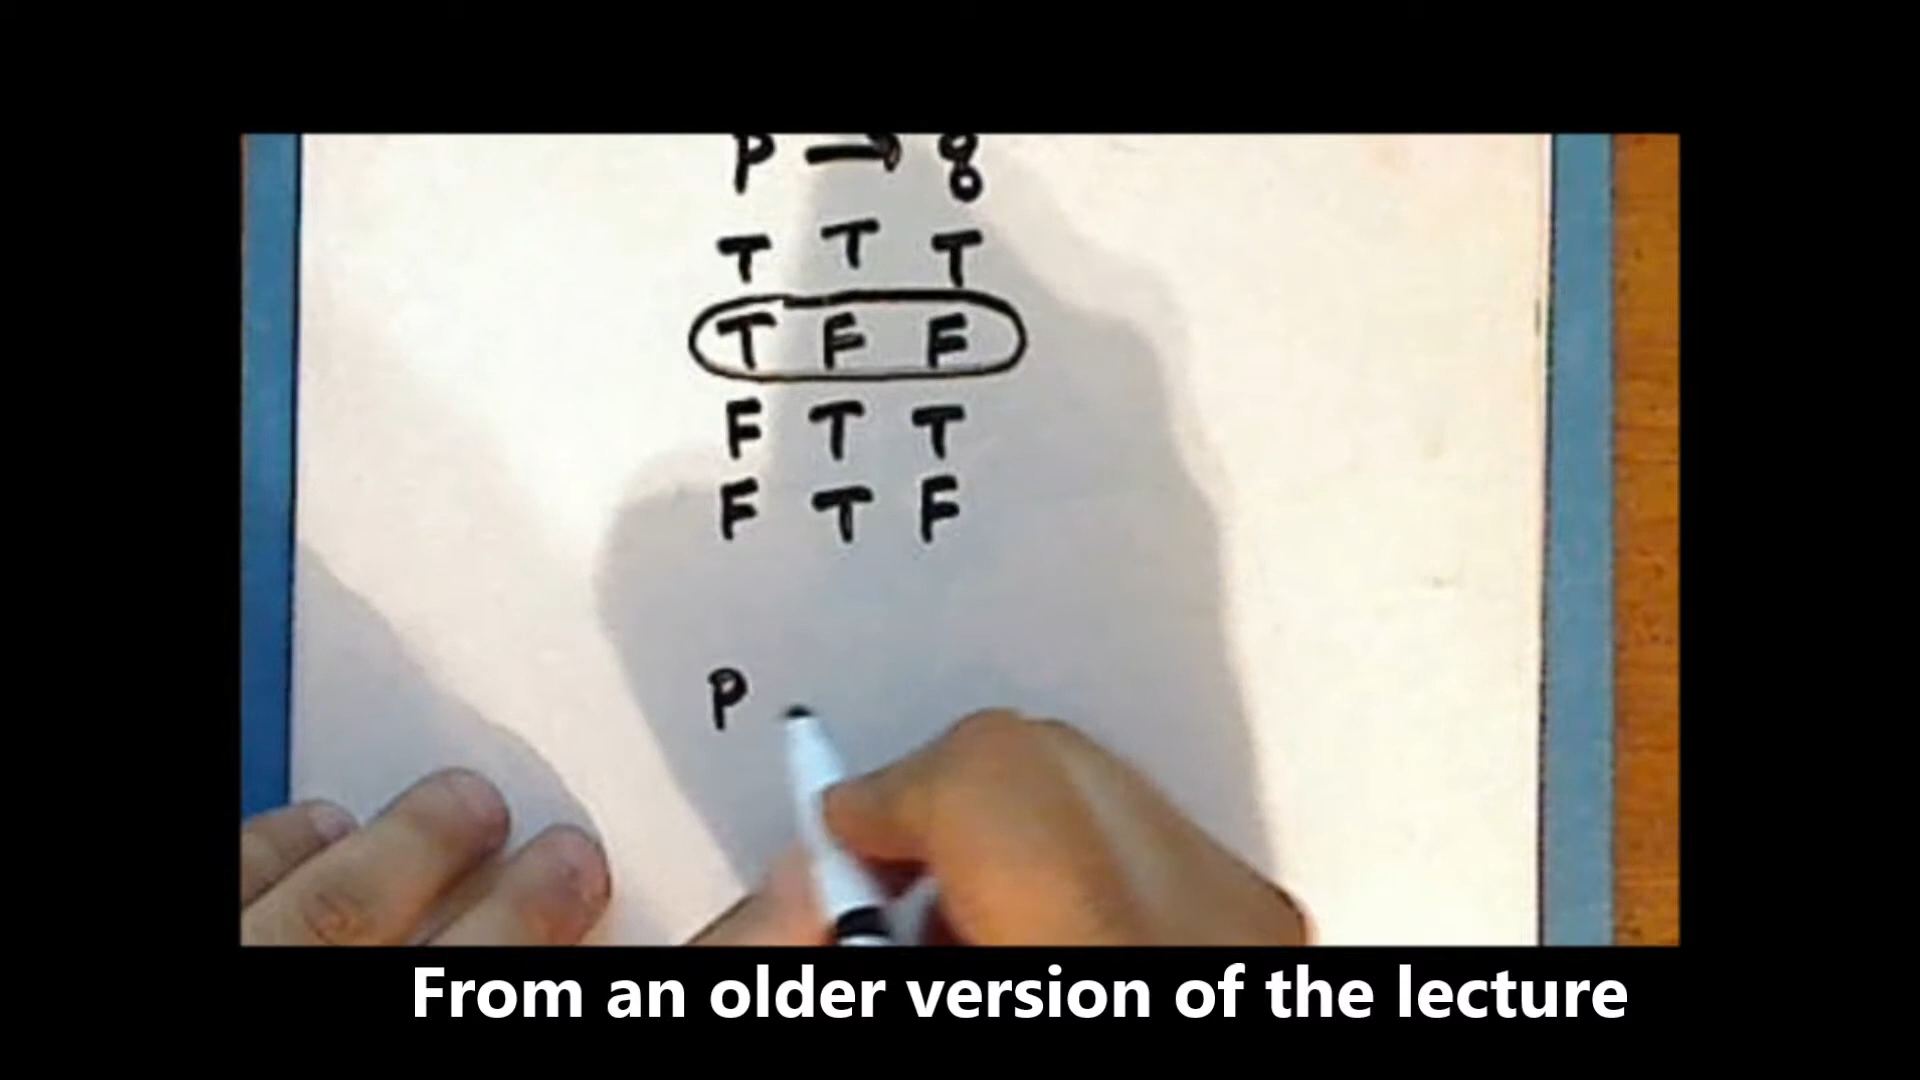 P → q
T T T
T F F
F T T
F T F
P
From an older version of the lecture